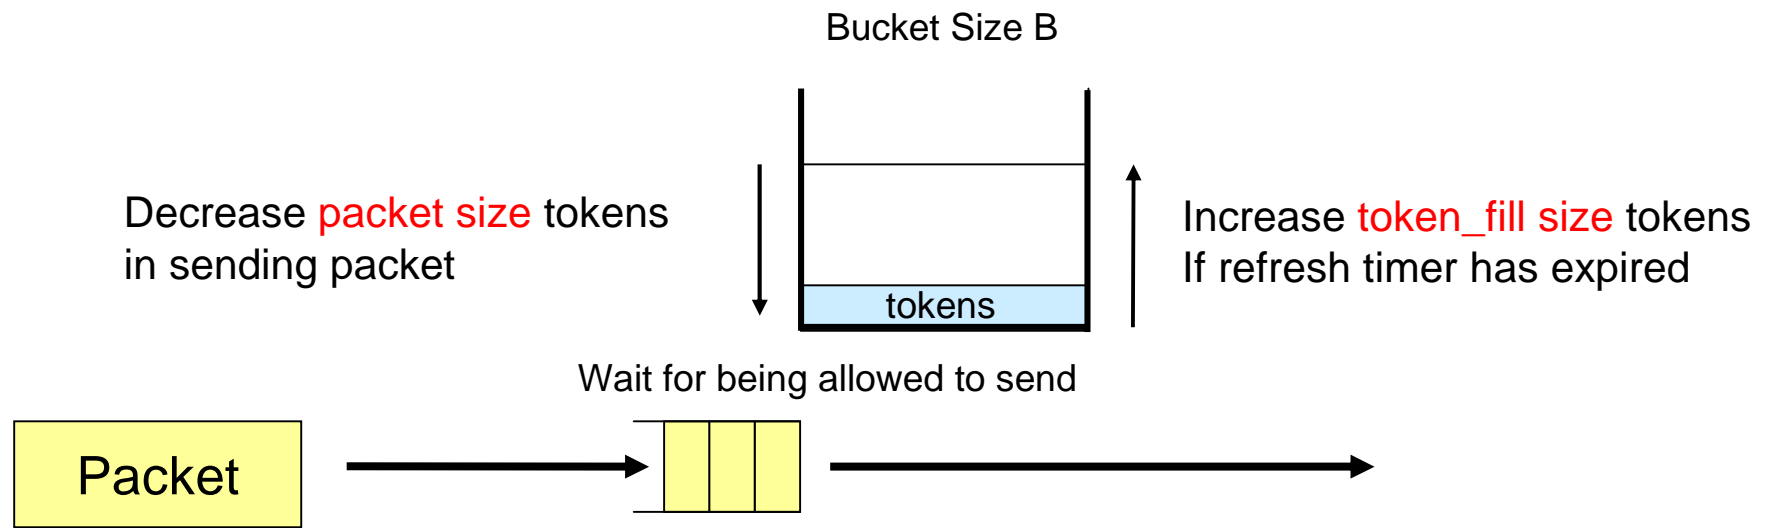 Bucket Size B
Decrease packet size tokens
in sending packet
Increase token_fill size tokens
If refresh timer has expired
tokens
Wait for being allowed to send
Packet